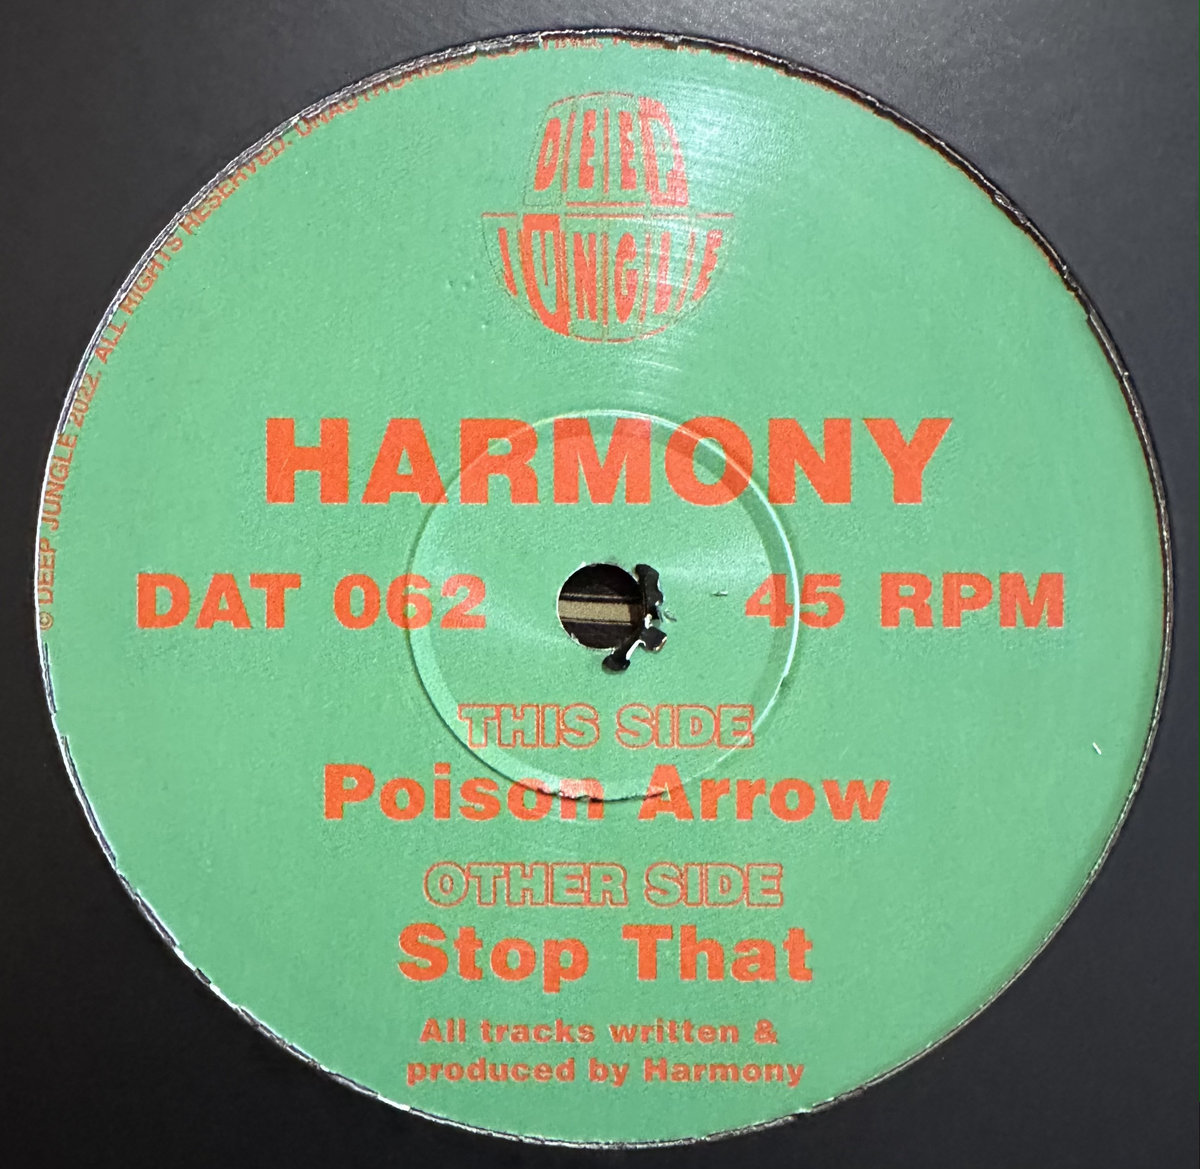 © DEEP JUNGLE 2022. ALL RIGHTS RESERVED. UNAUTHORISED
DEEP
JUNGLE
HARMONY
DAT 062
45 RPM
THIS SIDE
Poison Arrow
OTHER SIDE
Stop That
All tracks written &
produced by Harmony